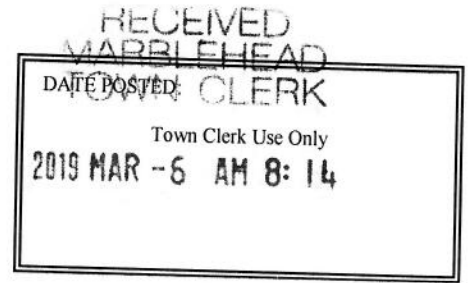 RECEIVED
MARBLEHEAD
TOWN CLERK
DATE POSTED:
Town Clerk Use Only
2019 MAR -6 AM 8: 14